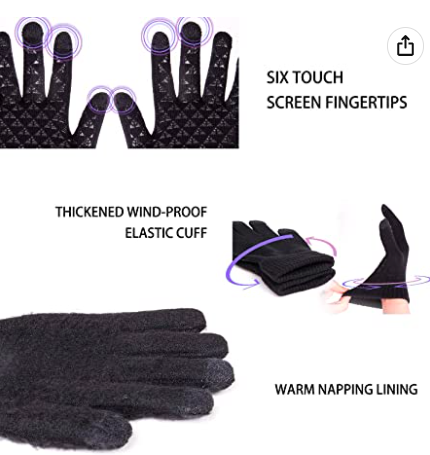 SIX TOUCH
SCREEN FINGERTIPS
THICKENED WIND-PROOF
ELASTIC CUFF
WARM NAPPING LINING